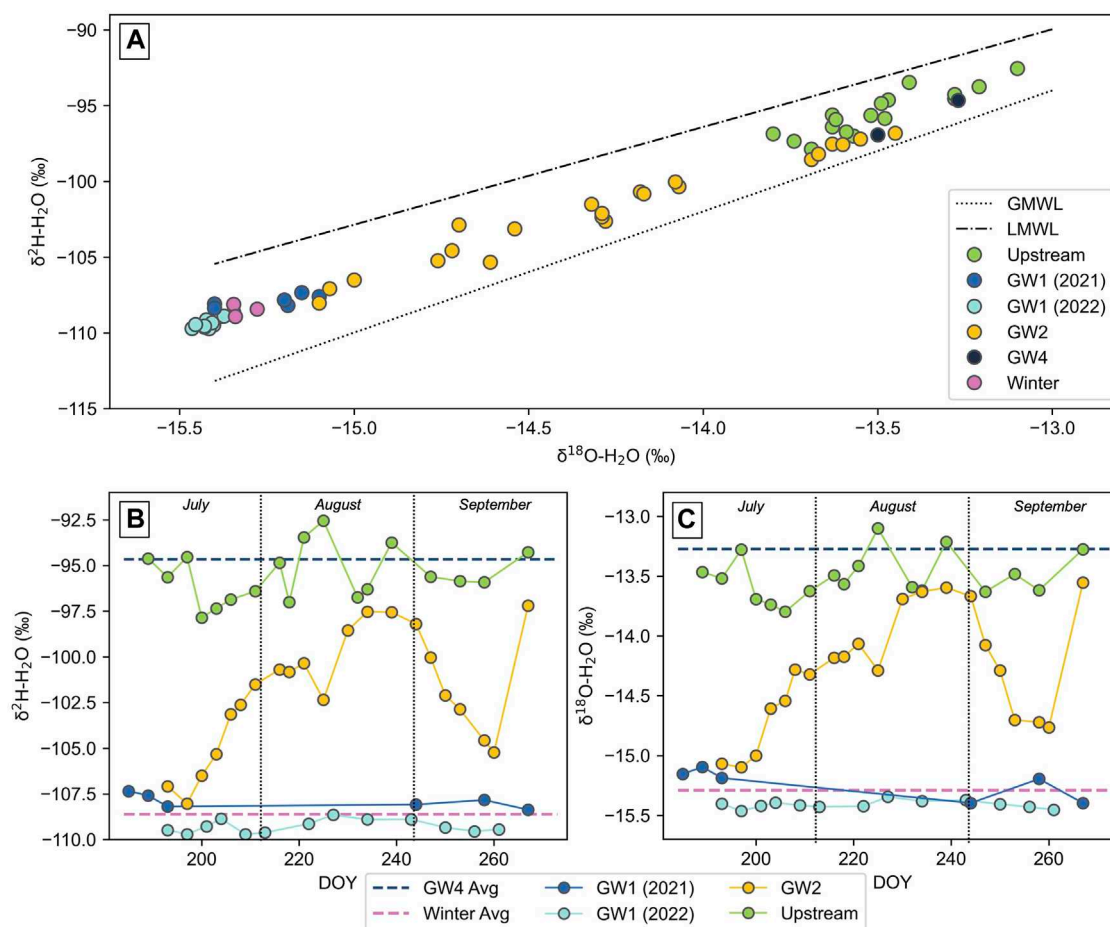 A
−90
−95
−100
−105
−110
−115
δ²H-H₂O (‰)
−15.5 −15.0 −14.5 −14.0 −13.5 −13.0
δ¹⁸O-H₂O (‰)
GMWL
LMWL
Upstream
GW1 (2021)
GW1 (2022)
GW2
GW4
Winter
B
July August September
−92.5
−95.0
−97.5
−100.0
−102.5
−105.0
−107.5
−110.0
δ²H-H₂O (‰)
200 220 240 260
DOY
C
July August September
−13.0
−13.5
−14.0
−14.5
−15.0
−15.5
δ¹⁸O-H₂O (‰)
200 220 240 260
DOY
GW4 Avg GW1 (2021) GW2
Winter Avg GW1 (2022) Upstream